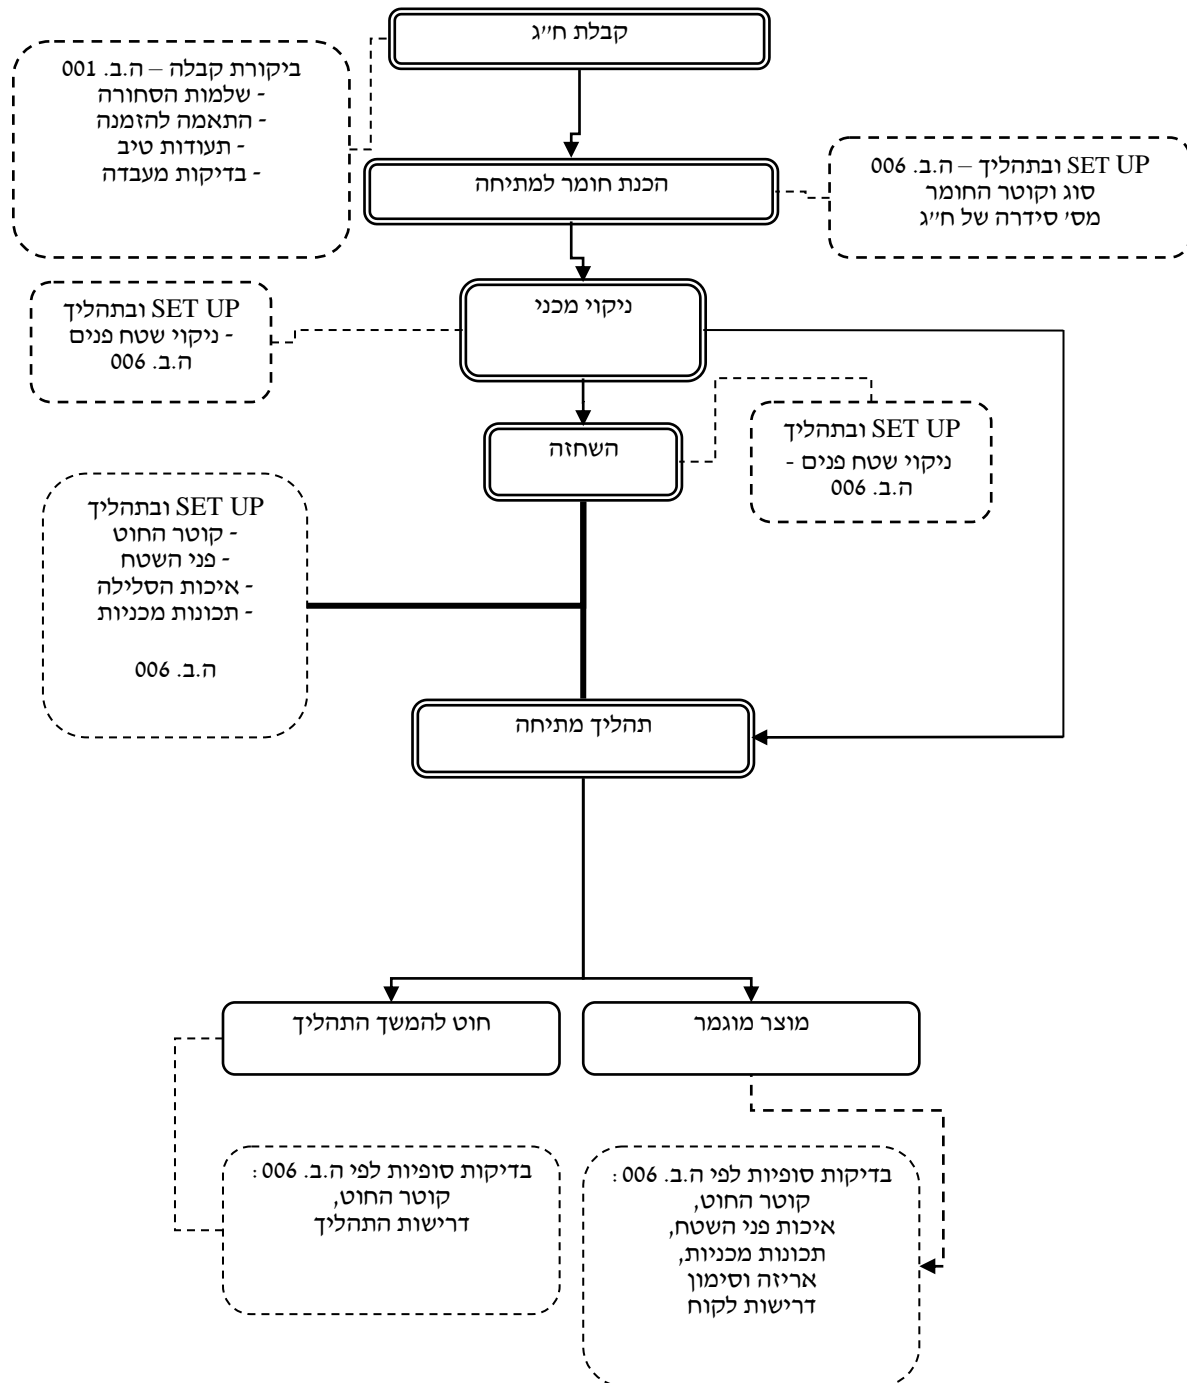 קבלת ח״ג
ביקורת קבלה – ה.ב. 001
- שלמות הסחורה
- התאמה להזמנה
- תעודות טיב
- בדיקות מעבדה
הכנת חומר למתיחה
SET UP ובתהליך – ה.ב. 006
סוג וקוטר החומר
מס׳ סידרה של ח״ג
ניקוי מכני
SET UP ובתהליך
- ניקוי שטח פנים
ה.ב. 006
השחזה
SET UP ובתהליך
ניקוי שטח פנים -
ה.ב. 006
SET UP ובתהליך
- קוטר החוט
- פני השטח
- איכות הסלילה
- תכונות מכניות
ה.ב. 006
תהליך מתיחה
מוצר מוגמר
חוט להמשך התהליך
בדיקות סופיות לפי ה.ב. 006 :
קוטר החוט,
איכות פני השטח,
תכונות מכניות,
אריזה וסימון
דרישות לקוח
בדיקות סופיות לפי ה.ב. 006 :
קוטר החוט,
דרישות התהליך